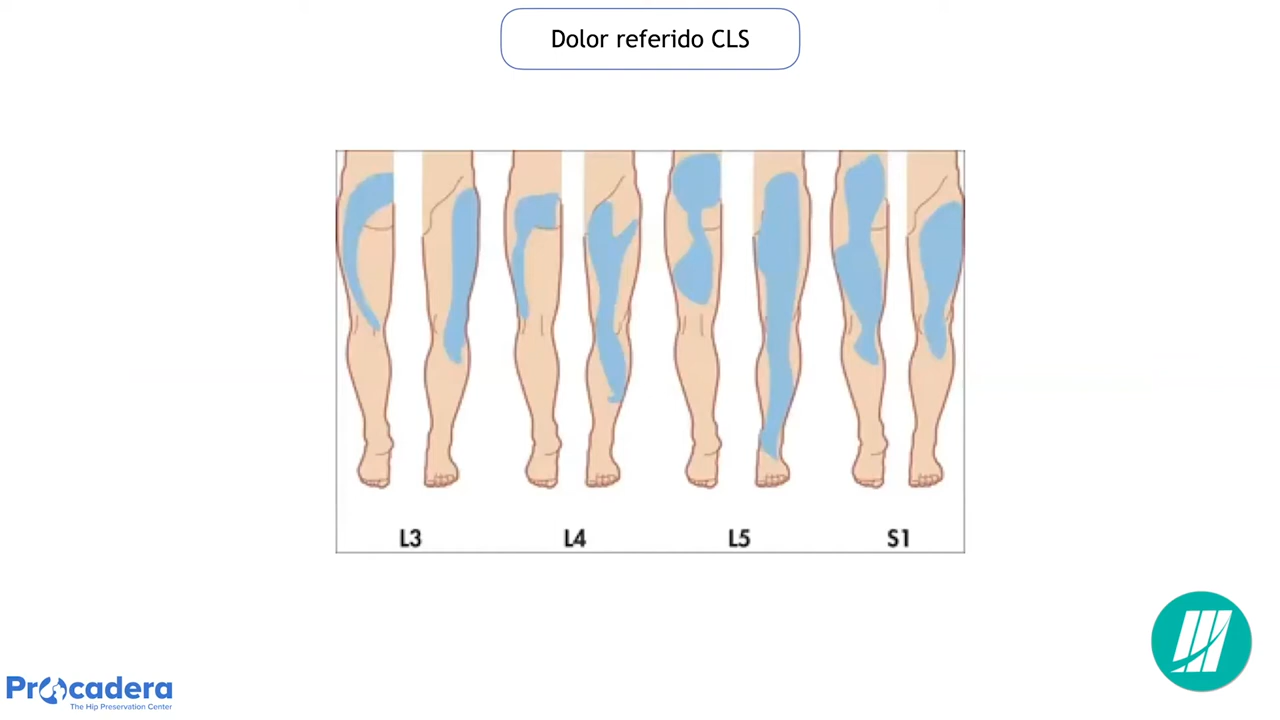 Dolor referido CLS
L3 L4 L5 S1
Procadera
The Hip Preservation Center